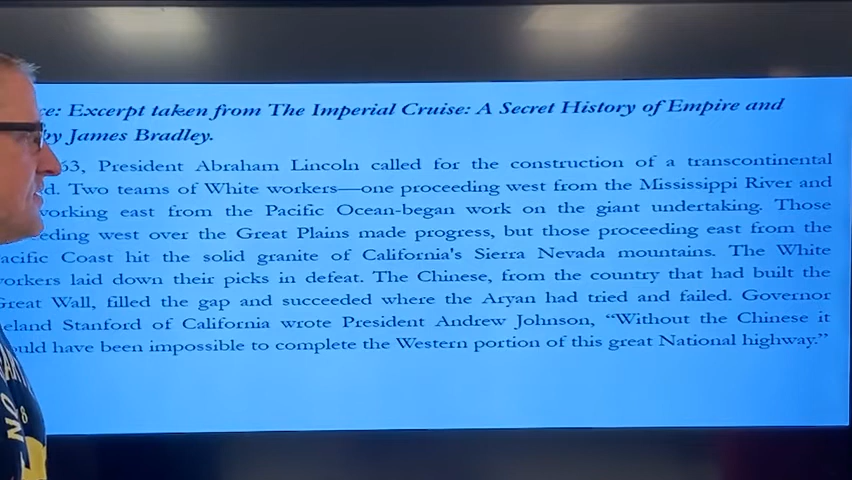 ce: Excerpt taken from The Imperial Cruise: A Secret History of Empire and
by James Bradley.
63, President Abraham Lincoln called for the construction of a transcontinental
d. Two teams of White workers—one proceeding west from the Mississippi River and
working east from the Pacific Ocean-began work on the giant undertaking. Those
eding west over the Great Plains made progress, but those proceeding east from the
acific Coast hit the solid granite of California's Sierra Nevada mountains. The White
orkers laid down their picks in defeat. The Chinese, from the country that had built the
Great Wall, filled the gap and succeeded where the Aryan had tried and failed. Governor
eland Stanford of California wrote President Andrew Johnson, “Without the Chinese it
ould have been impossible to complete the Western portion of this great National highway.”